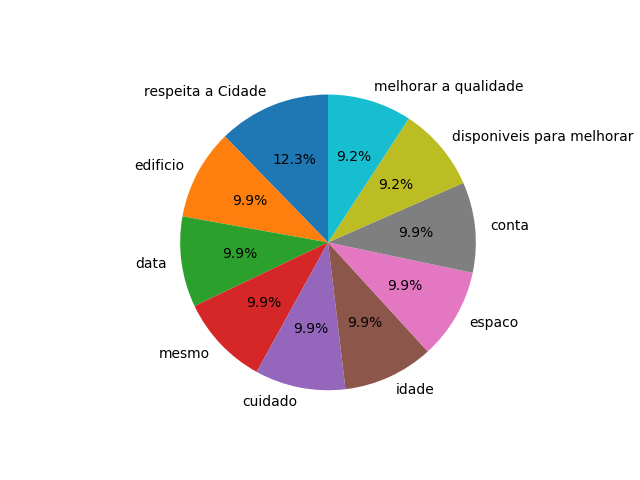 melhorar a qualidade
respeita a Cidade
disponiveis para melhorar
9.2%
12.3%
edificio
9.2%
9.9%
conta
9.9%
9.9%
data
9.9%
9.9%
espaco
9.9%
9.9%
mesmo
idade
cuidado